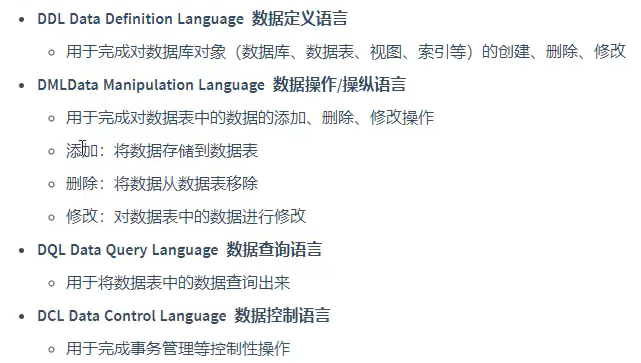 DDL Data Definition Language 数据定义语言
用于完成对数据库对象（数据库、数据表、视图、索引等）的创建、删除、修改
DMLData Manipulation Language 数据操作/操纵语言
用于完成对数据表中的数据的添加、删除、修改操作
添加：将数据存储到数据表
删除：将数据从数据表移除
修改：对数据表中的数据进行修改
DQL Data Query Language 数据查询语言
用于将数据表中的数据查询出来
DCL Data Control Language 数据控制语言
用于完成事务管理等控制性操作